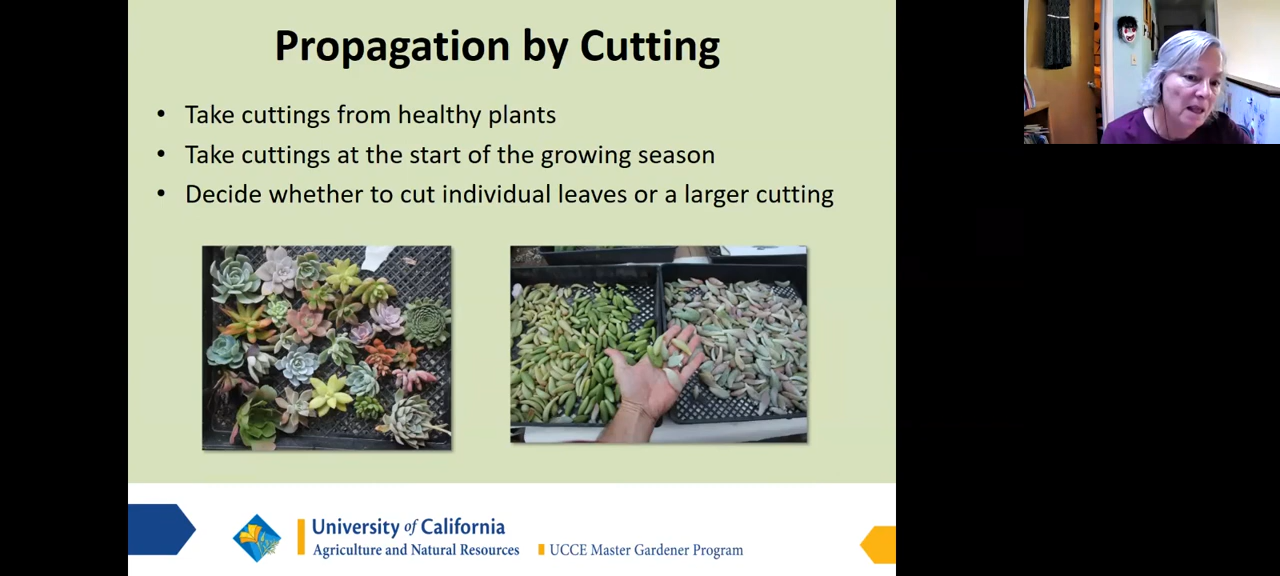 Propagation by Cutting
• Take cuttings from healthy plants
• Take cuttings at the start of the growing season
• Decide whether to cut individual leaves or a larger cutting
University of California
Agriculture and Natural Resources
UCCE Master Gardener Program